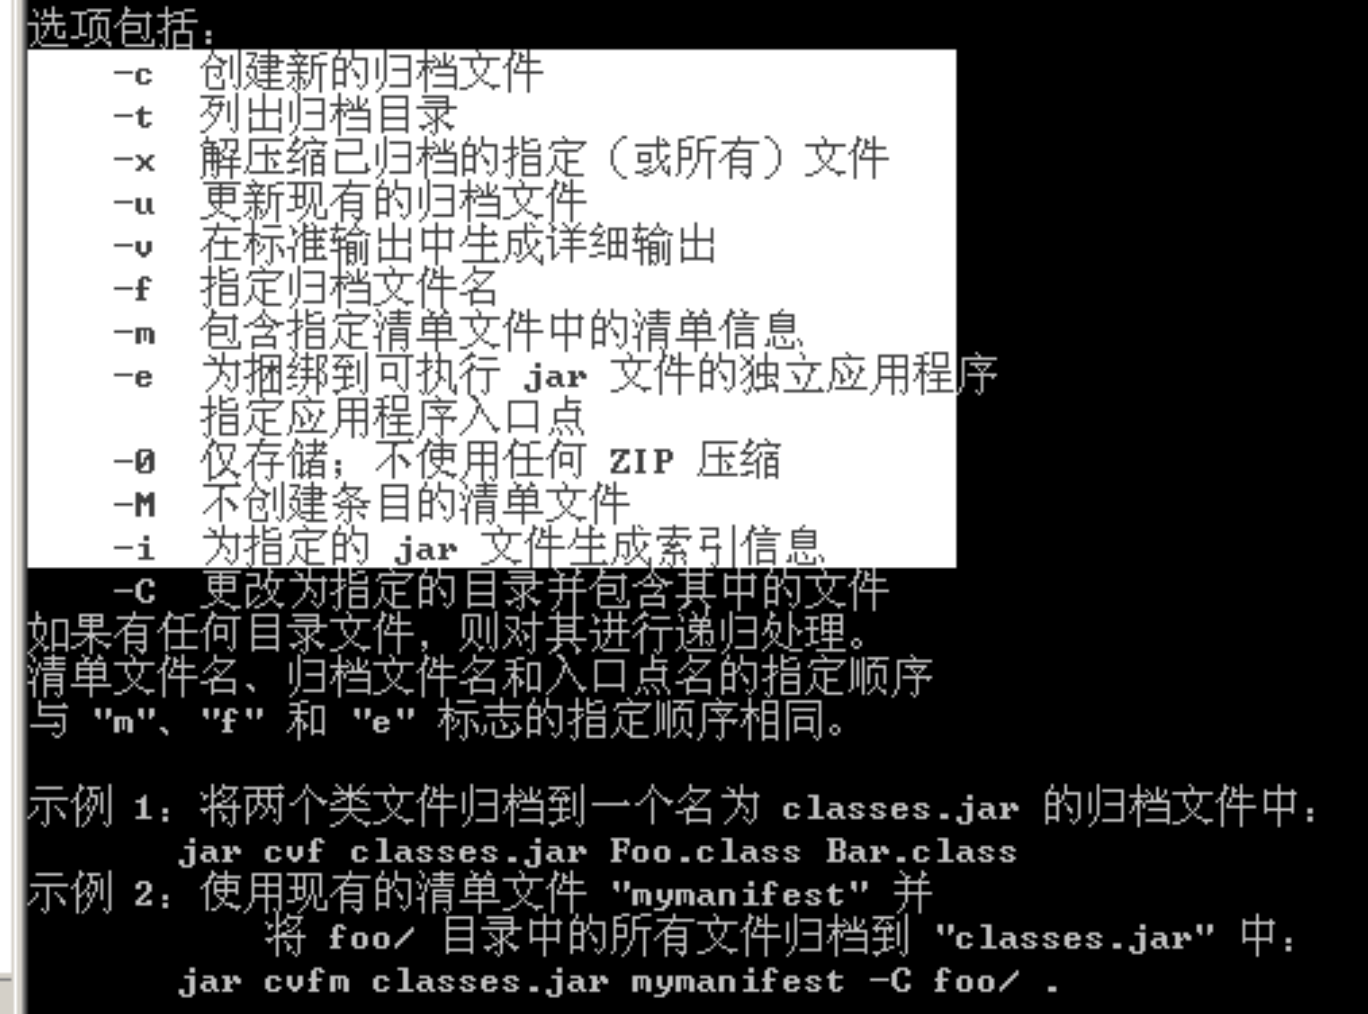 选项包括：
-c 创建新的归档文件
-t 列出归档目录
-x 解压缩已归档的指定（或所有）文件
-u 更新现有的归档文件
-v 在标准输出中生成详细输出
-f 指定归档文件名
-m 包含指定清单文件中的清单信息
-e 为捆绑到可执行 jar 文件的独立应用程序
指定应用程序入口点
-0 仅存储；不使用任何 ZIP 压缩
-M 不创建条目的清单文件
-i 为指定的 jar 文件生成索引信息
-C 更改为指定的目录并包含其中的文件
如果有任何目录文件，则对其进行递归处理。
清单文件名、归档文件名和入口点名的指定顺序
与 "m"、"f" 和 "e" 标志的指定顺序相同。
示例 1：将两个类文件归档到一个名为 classes.jar 的归档文件中：
jar cvf classes.jar Foo.class Bar.class
示例 2：使用现有的清单文件 "mymanifest" 并
将 foo/ 目录中的所有文件归档到 "classes.jar" 中：
jar cvfm classes.jar mymanifest -C foo/ .